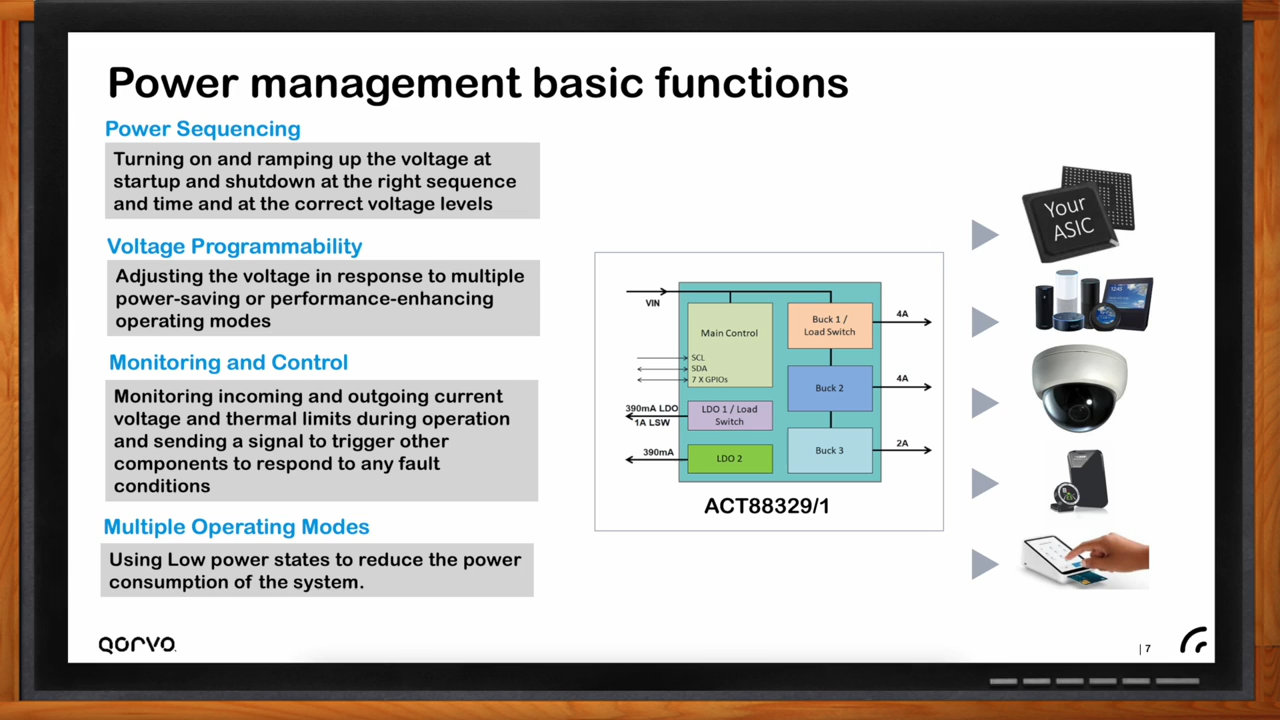 Power management basic functions
Power Sequencing
Turning on and ramping up the voltage at
startup and shutdown at the right sequence
and time and at the correct voltage levels
Voltage Programmability
Adjusting the voltage in response to multiple
power-saving or performance-enhancing
operating modes
Monitoring and Control
Monitoring incoming and outgoing current
voltage and thermal limits during operation
and sending a signal to trigger other
components to respond to any fault
conditions
Multiple Operating Modes
Using Low power states to reduce the power
consumption of the system.
VIN
Main Control
SCL
SDA
7 X GPIOs
390mA LDO
1A LSW
LDO 1 / Load
Switch
390mA
LDO 2
Buck 1 /
Load Switch
4A
Buck 2
4A
Buck 3
2A
ACT88329/1
Your
ASIC
QORVO
| 7